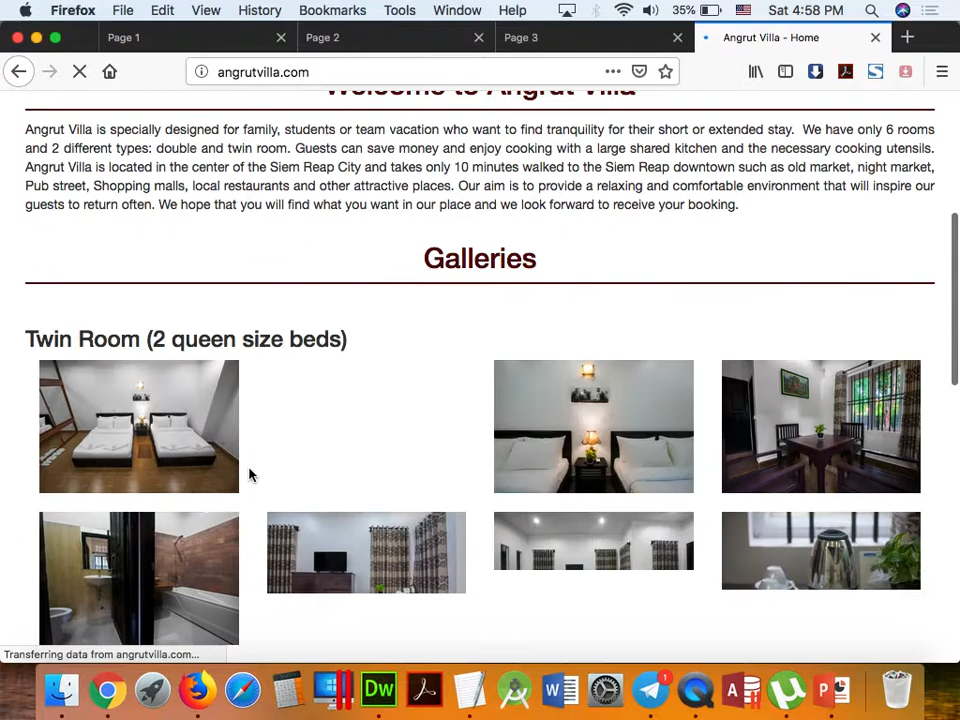 Firefox File Edit View History Bookmarks Tools Window Help 35% Sat 4:58 PM
Page 1 Page 2 Page 3 Angrut Villa - Home
angrutvilla.com
Welcome to Angrut Villa
Angrut Villa is specially designed for family, students or team vacation who want to find tranquility for their short or extended stay. We have only 6 rooms
and 2 different types: double and twin room. Guests can save money and enjoy cooking with a large shared kitchen and the necessary cooking utensils.
Angrut Villa is located in the center of the Siem Reap City and takes only 10 minutes walked to the Siem Reap downtown such as old market, night market,
Pub street, Shopping malls, local restaurants and other attractive places. Our aim is to provide a relaxing and comfortable environment that will inspire our
guests to return often. We hope that you will find what you want in our place and we look forward to receive your booking.
Galleries
Twin Room (2 queen size beds)
Transferring data from angrutvilla.com...
Dw W 1 A P